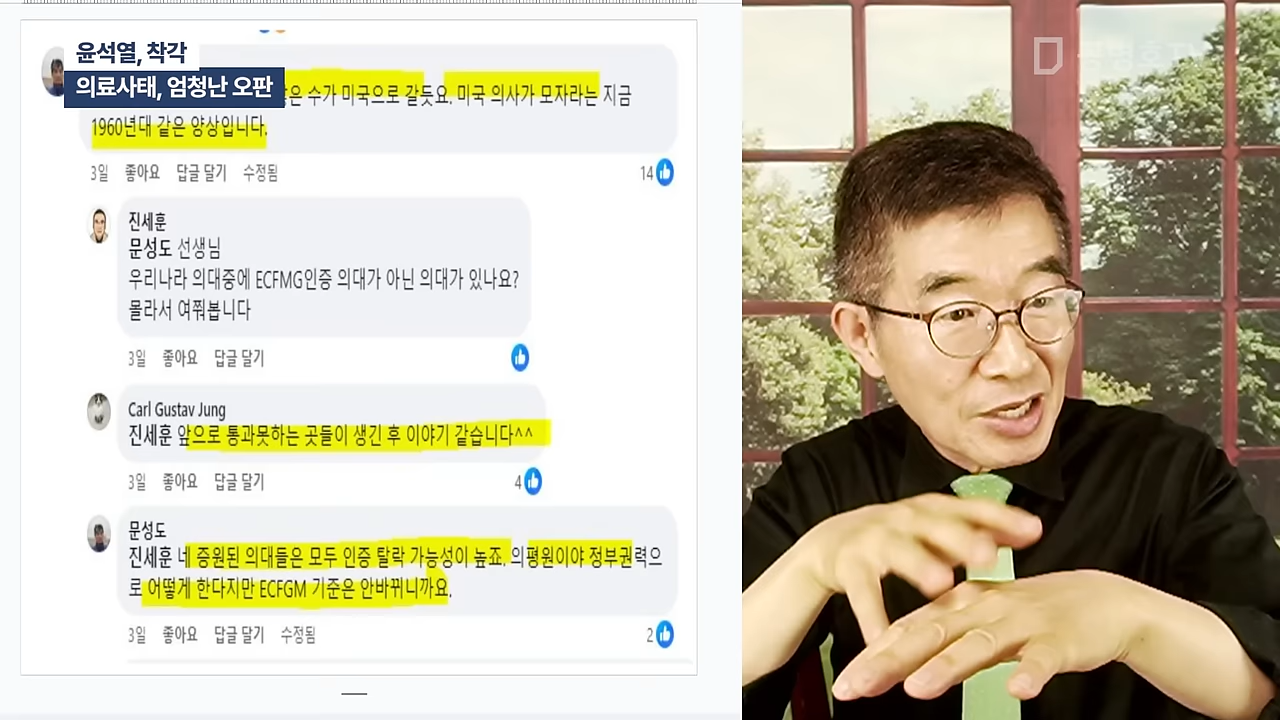 윤석열, 착각
의료사태, 엄청난 오판
수가 미국으로 갈듯요. 미국 의사가 모자라는 지금
1960년대 같은 양상입니다.
3일 좋아요 답글 달기 수정됨 14
진세훈
문성도 선생님
우리나라 의대중에 ECFMG인증 의대가 아닌 의대가 있나요?
몰라서 여쭤봅니다
3일 좋아요 답글 달기
Carl Gustav Jung
진세훈 앞으로 통과못하는 곳들이 생긴 후 이야기 같습니다^^
3일 좋아요 답글 달기 4
문성도
진세훈 네 증원된 의대들은 모두 인증 탈락 가능성이 높죠. 의평원이야 정부권력으
로 어떻게 한다지만 ECFGM 기준은 안바뀌니까요.
3일 좋아요 답글 달기 수정됨 2